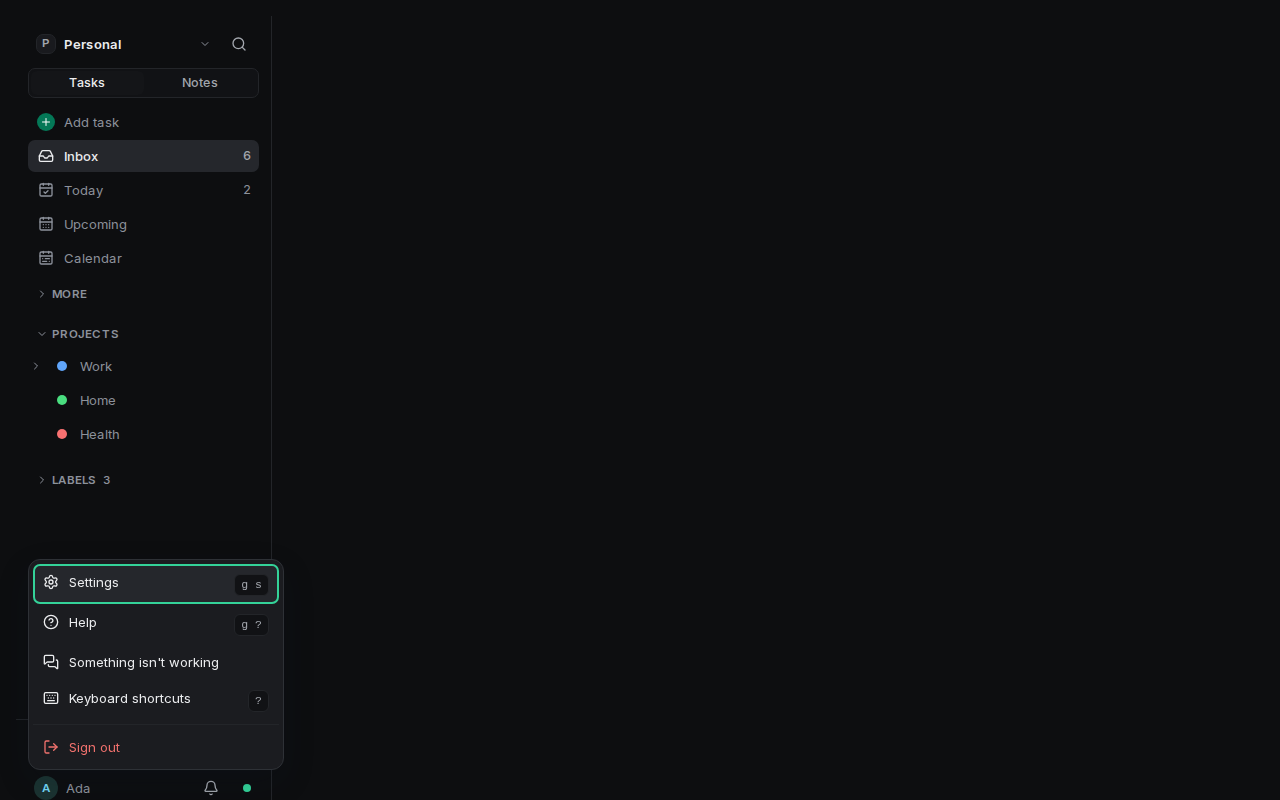 P Personal
Tasks Notes
Add task
Inbox 6
Today 2
Upcoming
Calendar
MORE
PROJECTS
Work
Home
Health
LABELS 3
Settings g s
Help g ?
Something isn't working
Keyboard shortcuts ?
Sign out
A Ada